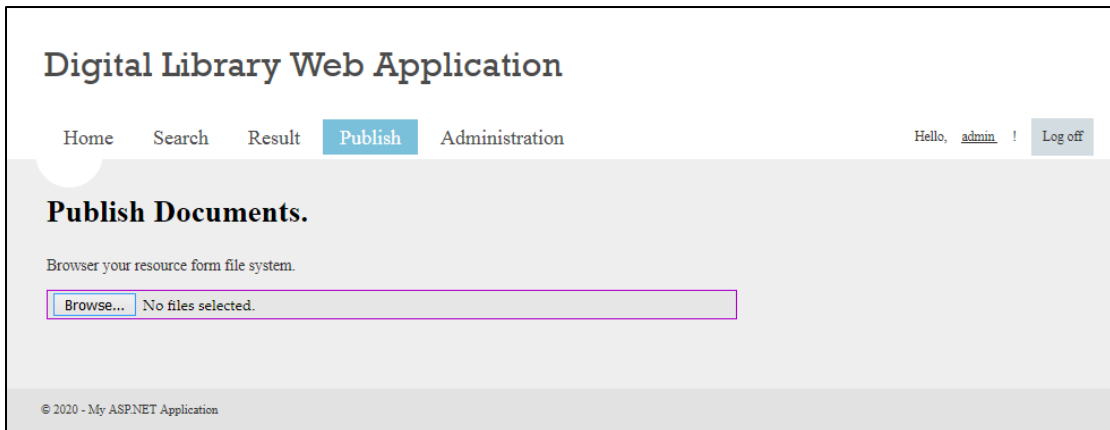 Digital Library Web Application
Home Search Result Publish Administration Hello, admin ! Log off
Publish Documents.
Browser your resource form file system.
Browse... No files selected.
© 2020 - My ASP.NET Application